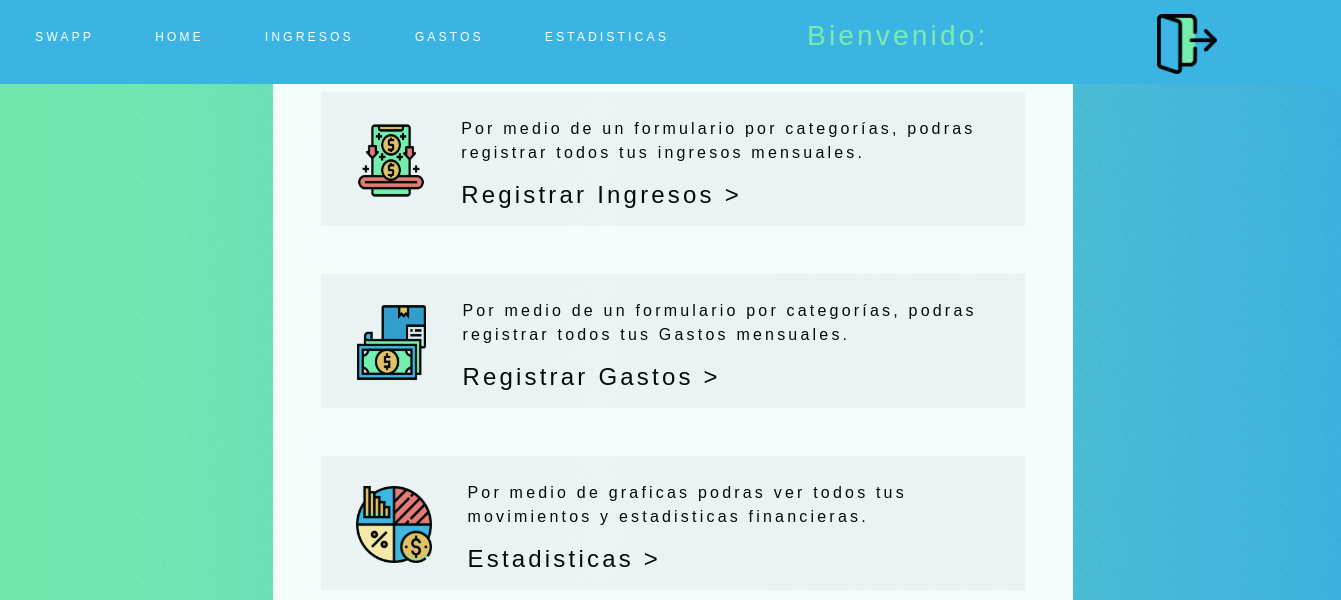 SWAPP HOME INGRESOS GASTOS ESTADISTICAS Bienvenido:
Por medio de un formulario por categorías, podras
registrar todos tus ingresos mensuales.
Registrar Ingresos >
Por medio de un formulario por categorías, podras
registrar todos tus Gastos mensuales.
Registrar Gastos >
Por medio de graficas podras ver todos tus
movimientos y estadisticas financieras.
Estadisticas >